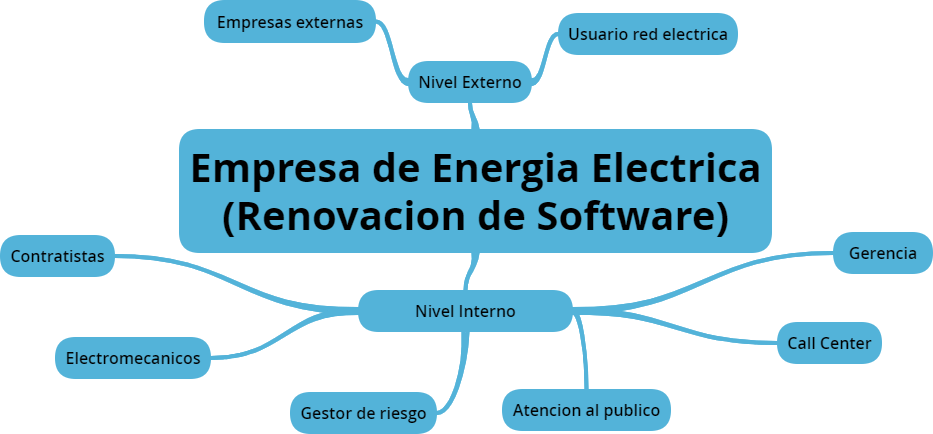 Empresas externas
Usuario red electrica
Nivel Externo
Empresa de Energia Electrica
(Renovacion de Software)
Contratistas
Gerencia
Nivel Interno
Electromecanicos
Call Center
Gestor de riesgo
Atencion al publico